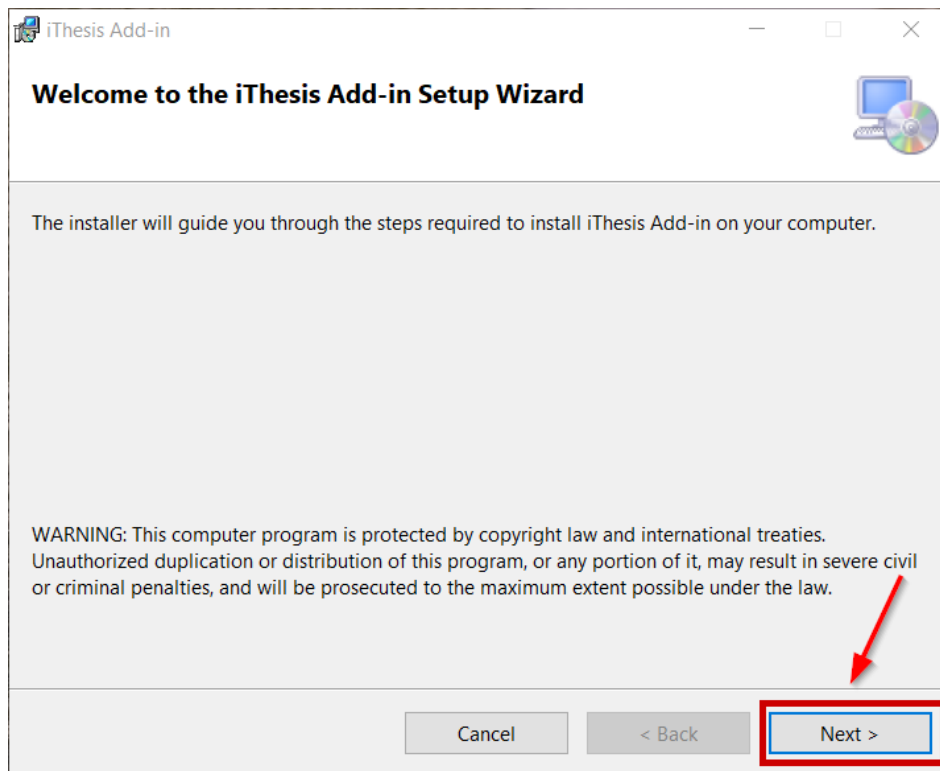 iThesis Add-in
Welcome to the iThesis Add-in Setup Wizard
The installer will guide you through the steps required to install iThesis Add-in on your computer.
WARNING: This computer program is protected by copyright law and international treaties.
Unauthorized duplication or distribution of this program, or any portion of it, may result in severe civil
or criminal penalties, and will be prosecuted to the maximum extent possible under the law.
Cancel
< Back
Next >